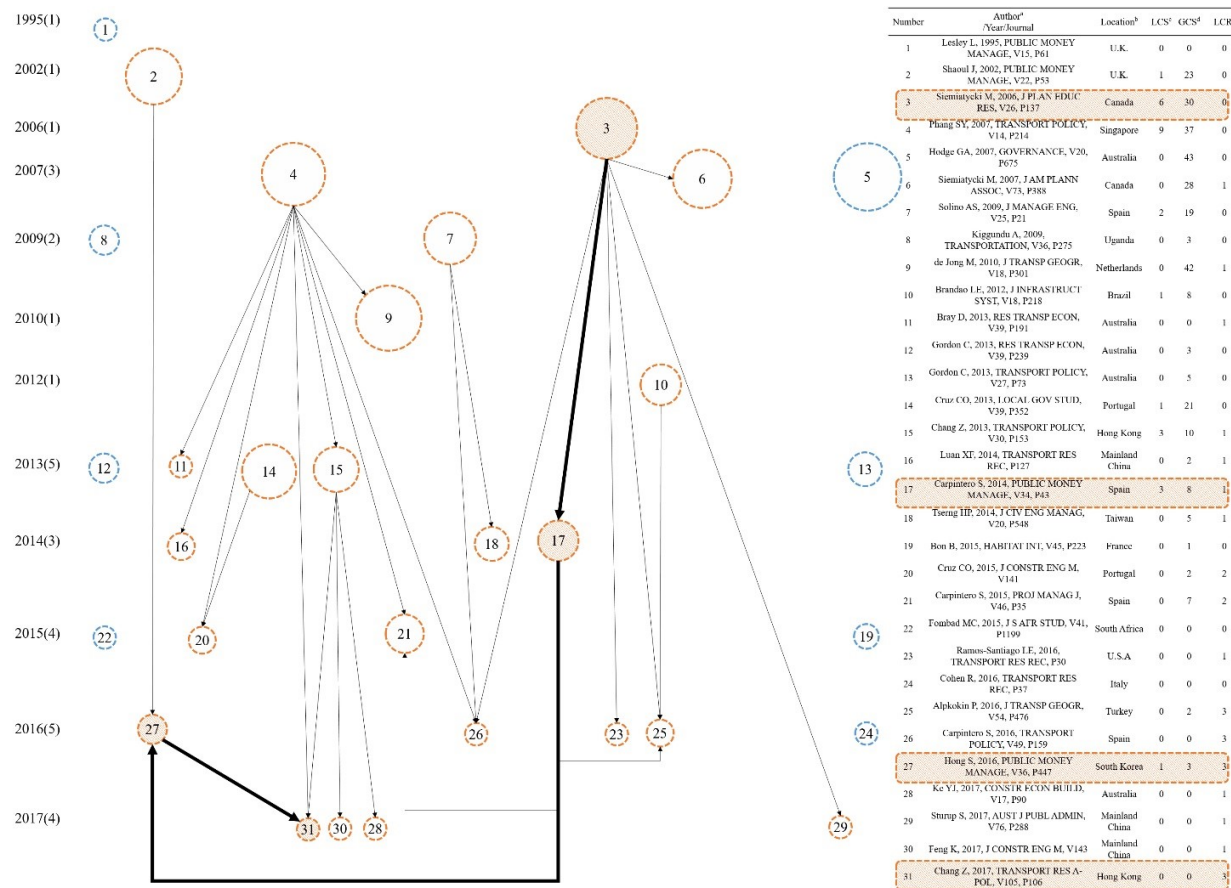 1995(1)
1
2002(1)
2
2006(1)
3
2007(3)
4
6
5
2009(2)
8
7
2010(1)
9
2012(1)
10
2013(5)
12
11
14
15
13
2014(3)
16
18
17
2015(4)
22
20
21
19
2016(5)
27
26
23
25
24
2017(4)
31
30
28
29
Number Authorᵃ /Year/Journal Locationᵇ LCSᶜ GCSᵈ LCR
1 Lesley L, 1995, PUBLIC MONEY MANAGE, V15, P61 U.K. 0 0 0
2 Shaoul J, 2002, PUBLIC MONEY MANAGE, V22, P53 U.K. 1 23 0
3 Siemiatycki M, 2006, J PLAN EDUC RES, V26, P137 Canada 6 30 0
4 Phang SY, 2007, TRANSPORT POLICY, V14, P214 Singapore 9 37 0
5 Hodge GA, 2007, GOVERNANCE, V20, P675 Australia 0 43 0
6 Siemiatycki M, 2007, J AM PLANN ASSOC, V73, P388 Canada 0 28 1
7 Solino AS, 2009, J MANAGE ENG, V25, P21 Spain 2 19 0
8 Kiggundu A, 2009, TRANSPORTATION, V36, P275 Uganda 0 3 0
9 de Jong M, 2010, J TRANSP GEOGR, V18, P301 Netherlands 0 42 1
10 Brandao LE, 2012, J INFRASTRUCT SYST, V18, P218 Brazil 1 8 0
11 Bray D, 2013, RES TRANSP ECON, V39, P191 Australia 0 0 1
12 Gordon C, 2013, RES TRANSP ECON, V39, P239 Australia 0 3 0
13 Gordon C, 2013, TRANSPORT POLICY, V27, P73 Australia 0 5 0
14 Cruz CO, 2013, LOCAL GOV STUD, V39, P352 Portugal 1 21 0
15 Chang Z, 2013, TRANSPORT POLICY, V30, P153 Hong Kong 3 10 1
16 Luan XF, 2014, TRANSPORT RES REC, P127 Mainland China 0 2 1
17 Carpintero S, 2014, PUBLIC MONEY MANAGE, V34, P43 Spain 3 8 1
18 Tserng HP, 2014, J CIV ENG MANAG, V20, P548 Taiwan 0 5 1
19 Bon B, 2015, HABITAT INT, V45, P223 France 0 1 0
20 Cruz CO, 2015, J CONSTR ENG M, V141 Portugal 0 2 2
21 Carpintero S, 2015, PROJ MANAG J, V46, P35 Spain 0 7 2
22 Fombad MC, 2015, J S AFR STUD, V41, P1199 South Africa 0 0 0
23 Ramos-Santiago LE, 2016, TRANSPORT RES REC, P30 U.S.A 0 0 1
24 Cohen R, 2016, TRANSPORT RES REC, P37 Italy 0 0 0
25 Alpkokin P, 2016, J TRANSP GEOGR, V54, P476 Turkey 0 2 3
26 Carpintero S, 2016, TRANSPORT POLICY, V49, P159 Spain 0 0 3
27 Hong S, 2016, PUBLIC MONEY MANAGE, V36, P447 South Korea 1 3 3
28 Ke YJ, 2017, CONSTR ECON BUILD, V17, P90 Australia 0 0 1
29 Sturup S, 2017, AUST J PUBL ADMIN, V76, P288 Mainland China 0 0 1
30 Feng K, 2017, J CONSTR ENG M, V143 Mainland China 0 0 1
31 Chang Z, 2017, TRANSPORT RES A-POL, V105, P106 Hong Kong 0 0 3